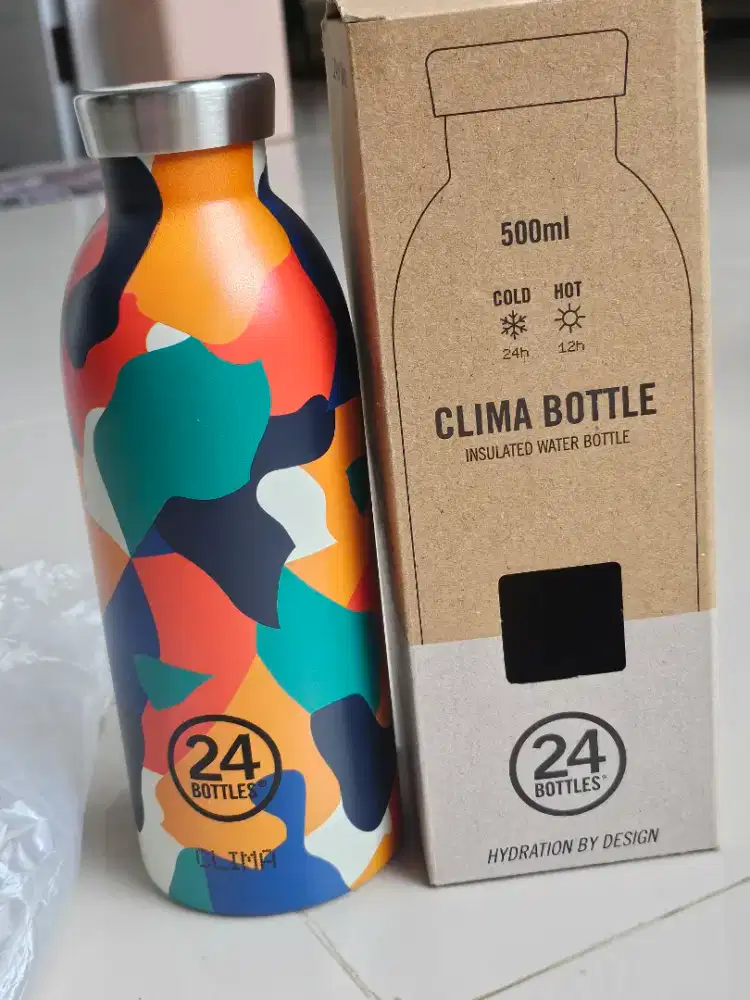 24
BOTTLES®
CLIMA
500ml
COLD HOT
24h 12h
CLIMA BOTTLE
INSULATED WATER BOTTLE
24
BOTTLES®
HYDRATION BY DESIGN